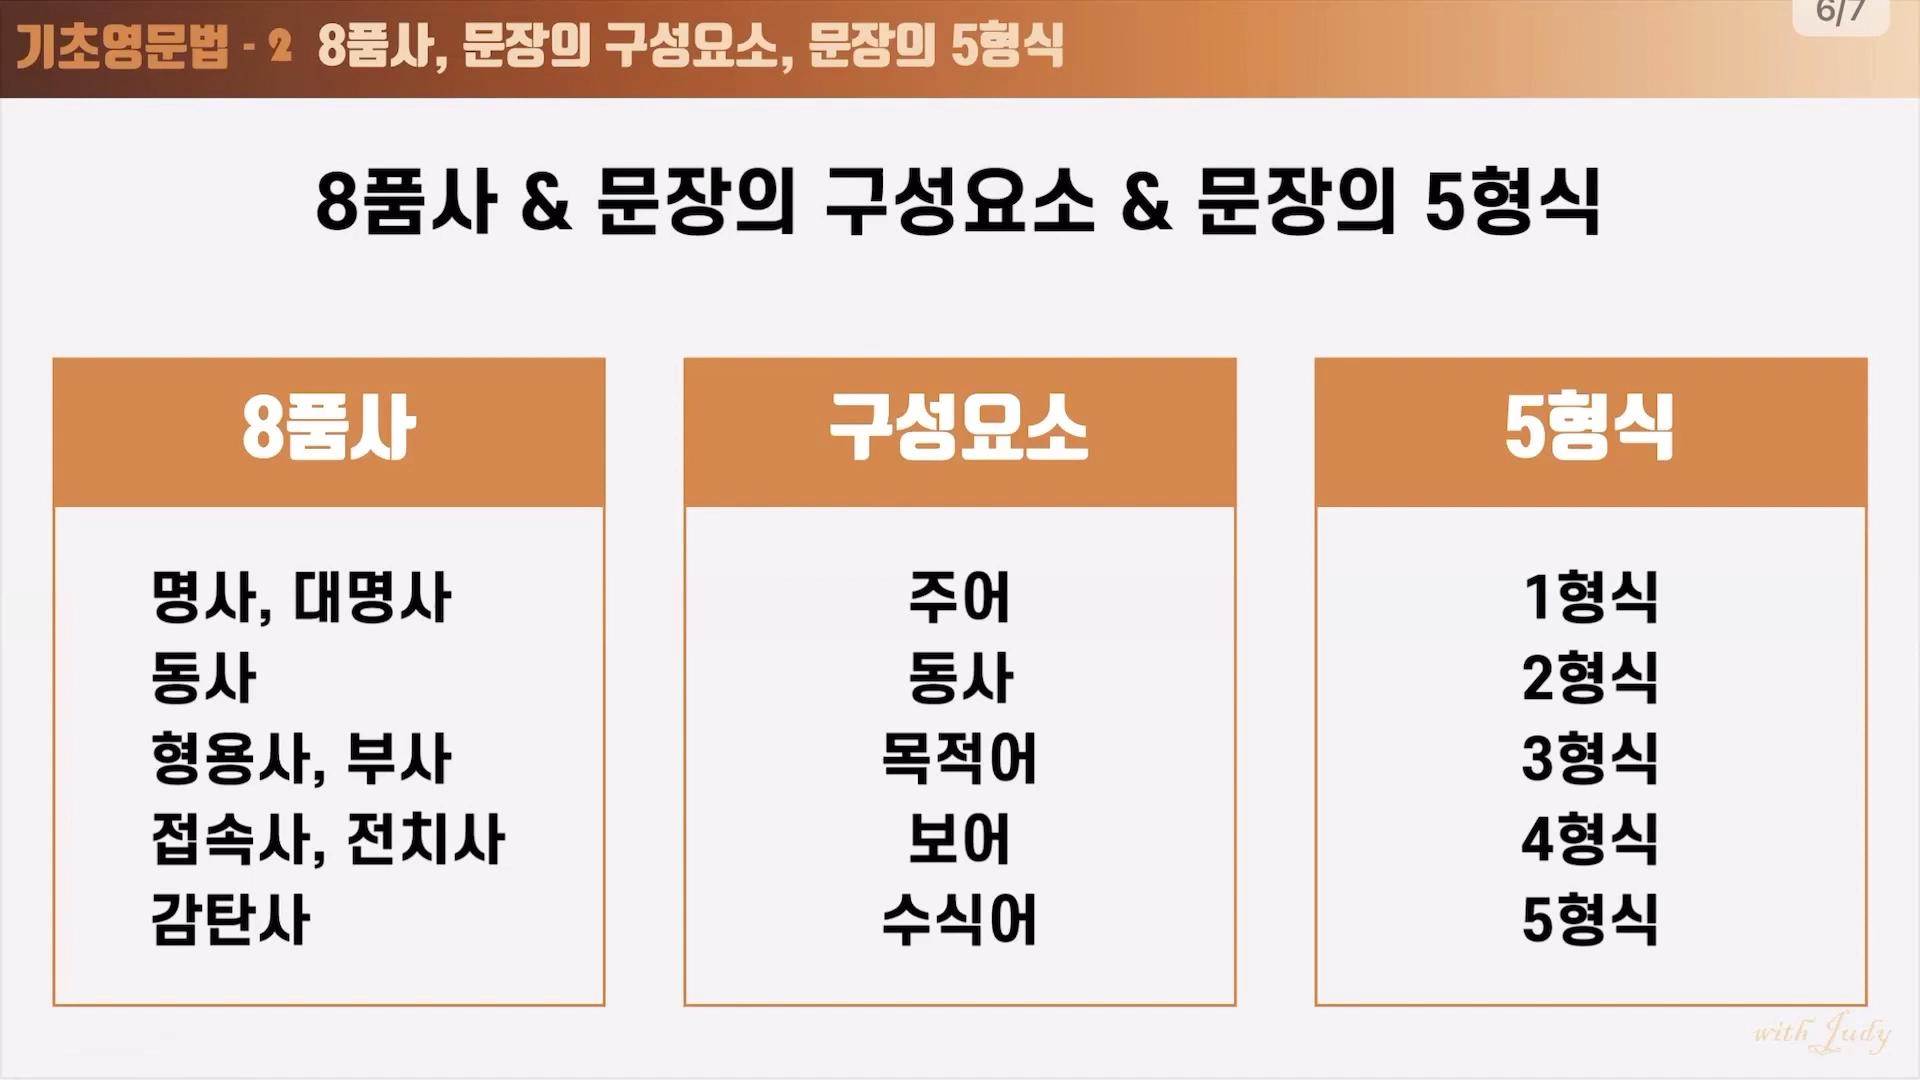 기초영문법 - 2 8품사, 문장의 구성요소, 문장의 5형식
6/7
8품사 & 문장의 구성요소 & 문장의 5형식
8품사
명사, 대명사
동사
형용사, 부사
접속사, 전치사
감탄사
구성요소
주어
동사
목적어
보어
수식어
5형식
1형식
2형식
3형식
4형식
5형식
with Judy